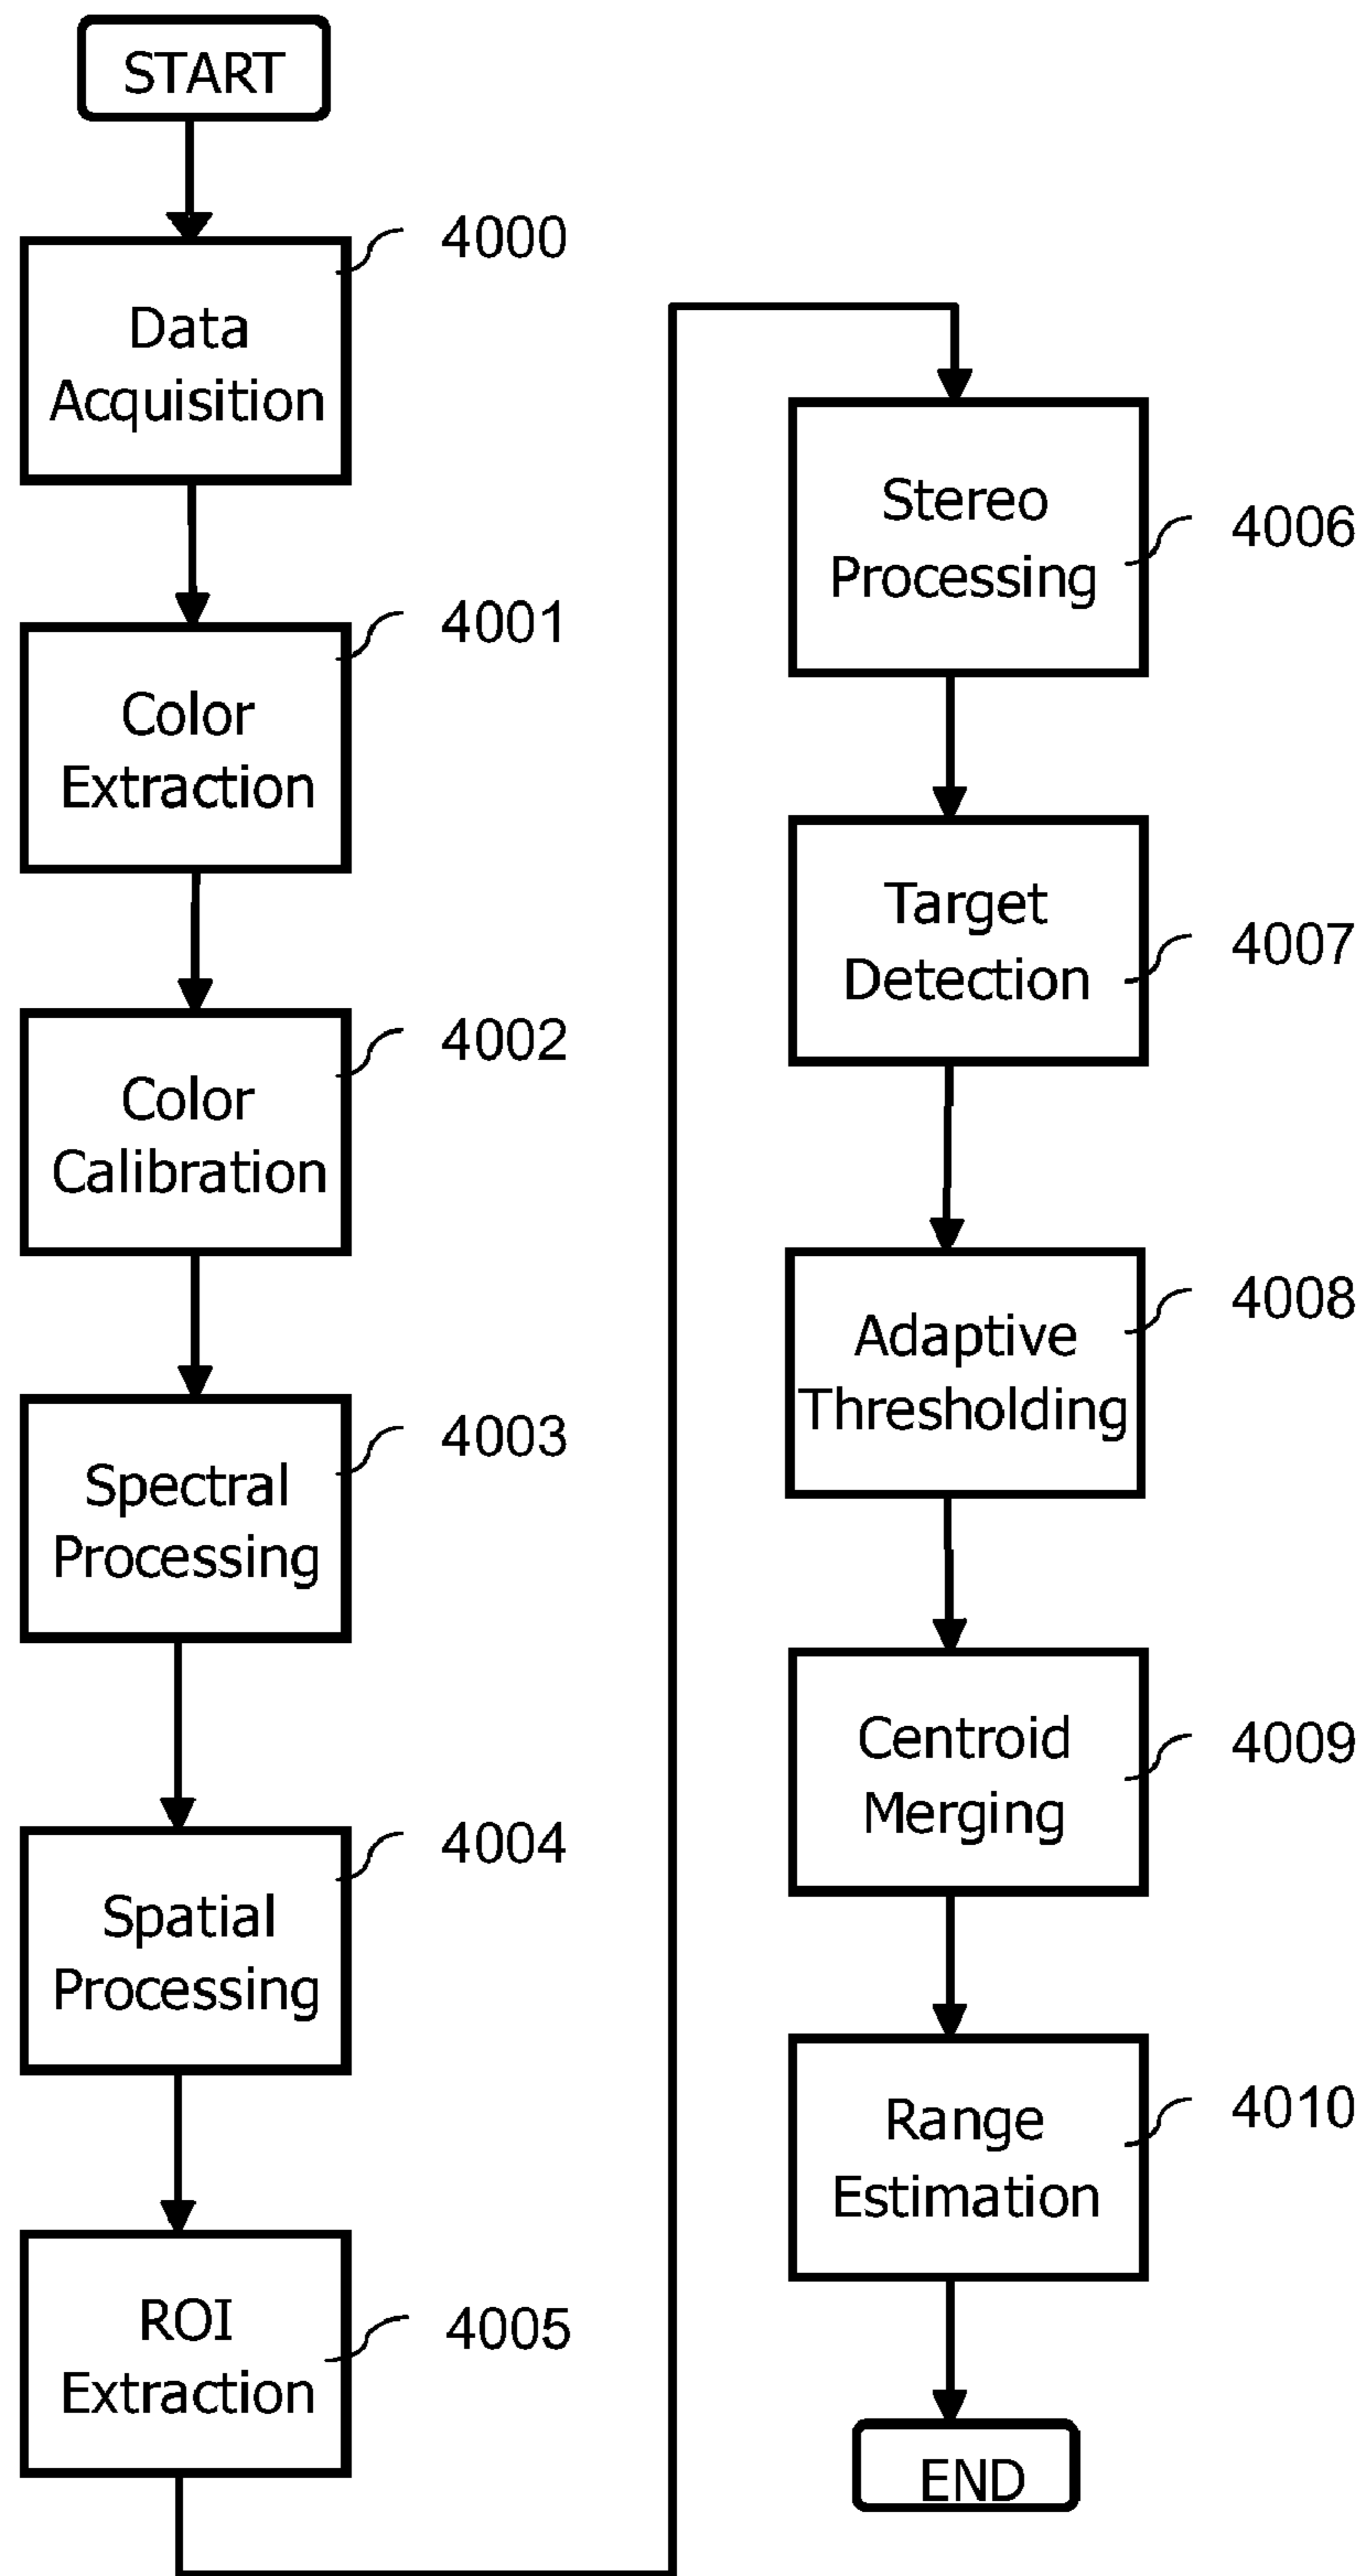 START
4000
Data
Acquisition
4001
Color
Extraction
4002
Color
Calibration
4003
Spectral
Processing
4004
Spatial
Processing
4005
ROI
Extraction
Stereo
Processing
4006
Target
Detection
4007
Adaptive
Thresholding
4008
Centroid
Merging
4009
Range
Estimation
4010
END